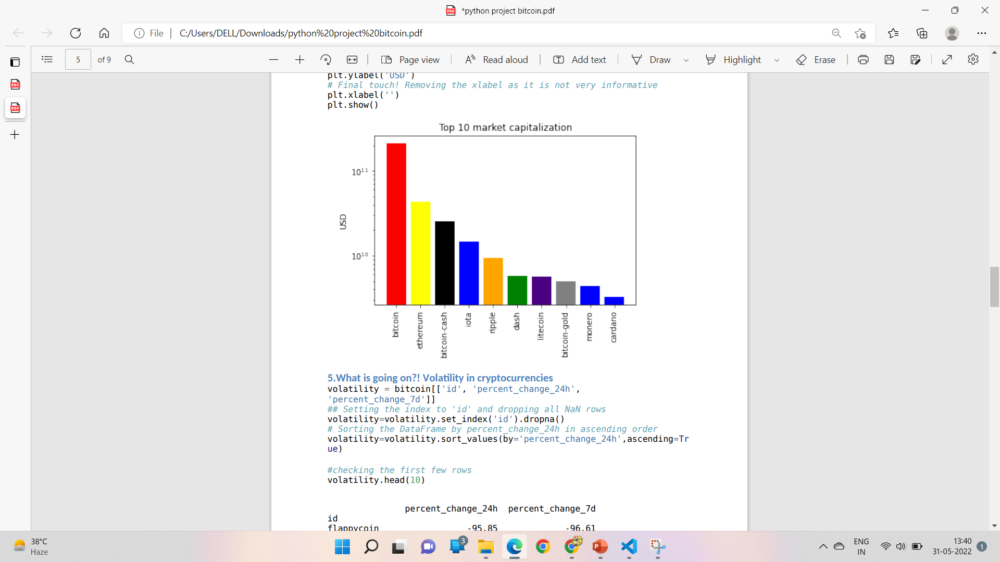 *python project bitcoin.pdf
File
C:/Users/DELL/Downloads/python%20project%20bitcoin.pdf
5 of 9
Page view
Read aloud
Add text
Draw
Highlight
Erase
plt.ylabel('USD')
# Final touch! Removing the xlabel as it is not very informative
plt.xlabel('')
plt.show()
Top 10 market capitalization
10¹¹
USD
10¹⁰
bitcoin
ethereum
bitcoin-cash
iota
ripple
dash
litecoin
bitcoin-gold
monero
cardano
5.What is going on?! Volatility in cryptocurrencies
volatility = bitcoin[['id', 'percent_change_24h',
'percent_change_7d']]
## Setting the index to 'id' and dropping all NaN rows
volatility=volatility.set_index('id').dropna()
# Sorting the DataFrame by percent_change_24h in ascending order
volatility=volatility.sort_values(by='percent_change_24h',ascending=Tr
ue)
#checking the first few rows
volatility.head(10)
percent_change_24h percent_change_7d
id
flappycoin -95.85 -96.61
38°C
Haze
3
ENG
IN
13:40
31-05-2022
1